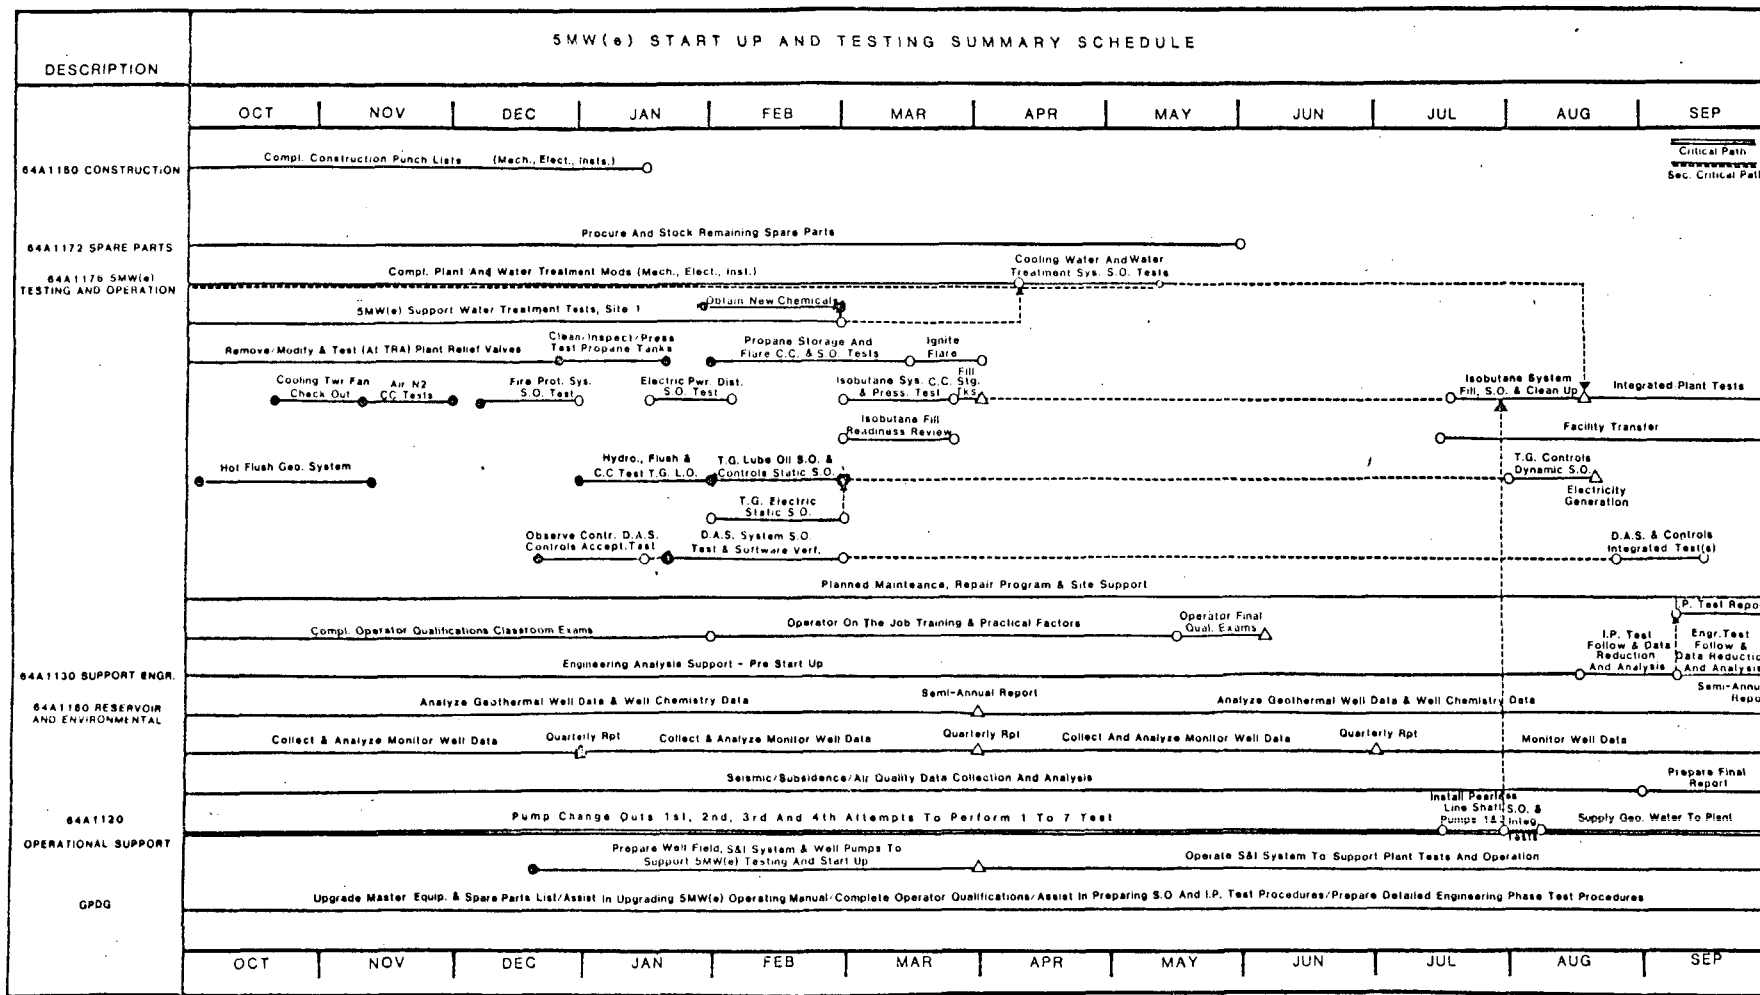 5MW(e) START UP AND TESTING SUMMARY SCHEDULE
DESCRIPTION
OCT NOV DEC JAN FEB MAR APR MAY JUN JUL AUG SEP
Critical Path
Sec. Critical Pat
64A1160 CONSTRUCTION
Compl. Construction Punch Lists (Mech., Elect., Insts.)
64A1172 SPARE PARTS
Procure And Stock Remaining Spare Parts
64A1176 5MW(e)
TESTING AND OPERATION
Compl. Plant And Water Treatment Mods (Mech., Elect., Inst.)
Cooling Water And Water
Treatment Sys. S.O. Tests
5MW(e) Support Water Treatment Tests, Site 1
Obtain New Chemicals
Remove/Modify & Test (At TRA) Plant Relief Valves
Clean/Inspect/Press
Test Propane Tanks
Propane Storage And
Flare C.C. & S.O. Tests
Ignite
Flare
Cooling Twr Fan
Check Out
Air N2
CC Tests
Fire Prot. Sys.
S.O. Test
Electric Pwr. Dist.
S.O. Test
Isobutane Sys. C.C.
& Press. Test
Fill
Stg.
Tks
Isobutane System
Fill, S.O. & Clean Up
Integrated Plant Tests
Isobutane Fill
Readiness Review
Facility Transfer
Hot Flush Geo. System
Hydro., Flush &
C.C Test T.G. L.O.
T.G. Lube Oil S.O. &
Controls Static S.O.
T.G. Controls
Dynamic S.O.
Electricity
Generation
T.G. Electric
Static S.O.
Observe Contr. D.A.S.
Controls Accept. Test
D.A.S. System S.O.
Test & Software Verf.
D.A.S. & Controls
Integrated Test(s)
Planned Mainteance, Repair Program & Site Support
P. Test Repo
Compl. Operator Qualifications Classroom Exams
Operator On The Job Training & Practical Factors
Operator Final
Qual. Exams
64A1130 SUPPORT ENGR.
Engineering Analysis Support - Pre Start Up
I.P. Test
Follow & Data
Reduction
And Analysis
Engr. Test
Follow &
Data Reductio
And Analysis
64A1180 RESERVOIR
AND ENVIRONMENTAL
Analyze Geothermal Well Data & Well Chemistry Data
Semi-Annual Report
Analyze Geothermal Well Data & Well Chemistry Data
Semi-Annu
Repo
Collect & Analyze Monitor Well Data
Quarterly Rpt
Collect & Analyze Monitor Well Data
Quarterly Rpt
Collect And Analyze Monitor Well Data
Quarterly Rpt
Monitor Well Data
Seismic/Subsidence/Air Quality Data Collection And Analysis
Prepare Final
Report
64A1120
OPERATIONAL SUPPORT
Pump Change Outs 1st, 2nd, 3rd And 4th Attempts To Perform 1 To 7 Test
Install Peerless
Line Shaft
Pumps 1&3
S.O. &
Integ.
Tests
Supply Geo. Water To Plant
Prepare Well Field, S&I System & Well Pumps To
Support 5MW(e) Testing And Start Up
Operate S&I System To Support Plant Tests And Operation
GPDG
Upgrade Master Equip. & Spare Parts List/Assist In Upgrading 5MW(e) Operating Manual/Complete Operator Qualifications/Assist In Preparing S.O And I.P. Test Procedures/Prepare Detailed Engineering Phase Test Procedures
OCT NOV DEC JAN FEB MAR APR MAY JUN JUL AUG SEP